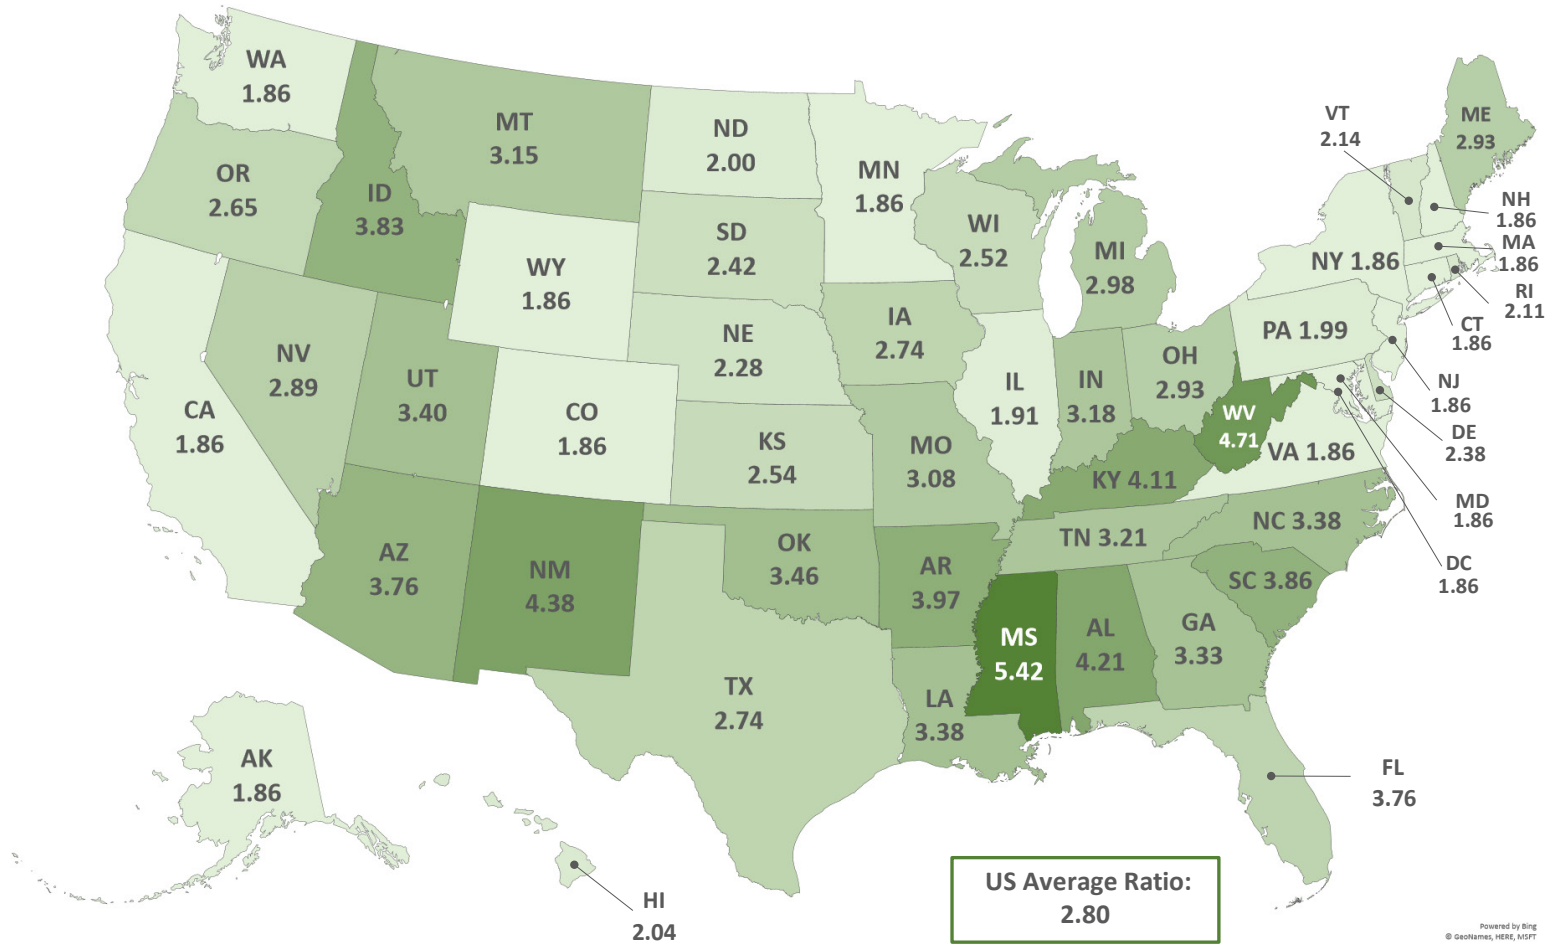 WA
1.86
OR
2.65
CA
1.86
ID
3.83
NV
2.89
MT
3.15
WY
1.86
UT
3.40
CO
1.86
AZ
3.76
NM
4.38
ND
2.00
SD
2.42
NE
2.28
KS
2.54
OK
3.46
TX
2.74
MN
1.86
IA
2.74
MO
3.08
AR
3.97
LA
3.38
WI
2.52
IL
1.91
MI
2.98
IN
3.18
OH
2.93
KY 4.11
TN 3.21
MS
5.42
AL
4.21
GA
3.33
FL
3.76
SC 3.86
NC 3.38
VA 1.86
WV
4.71
PA 1.99
NY 1.86
VT
2.14
ME
2.93
NH
1.86
MA
1.86
RI
2.11
CT
1.86
NJ
1.86
DE
2.38
MD
1.86
DC
1.86
AK
1.86
HI
2.04
US Average Ratio:
2.80
Powered by Bing
© GeoNames, HERE, MSFT